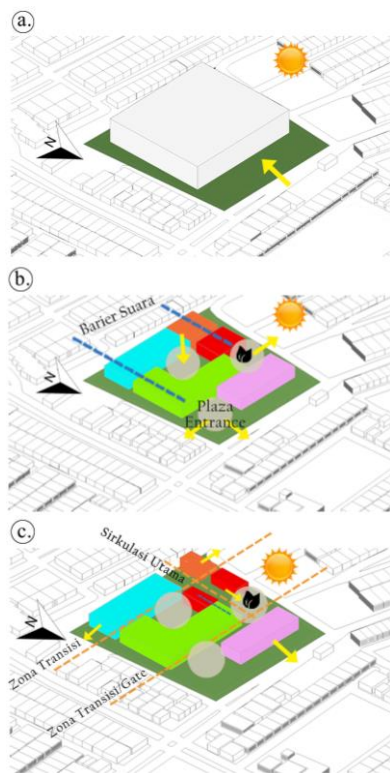 a.
N
b.
Barier Suara
N
Plaza
Entrance
c.
Sirkulasi Utama
N
Zona Transisi
Zona Transisi/Gate